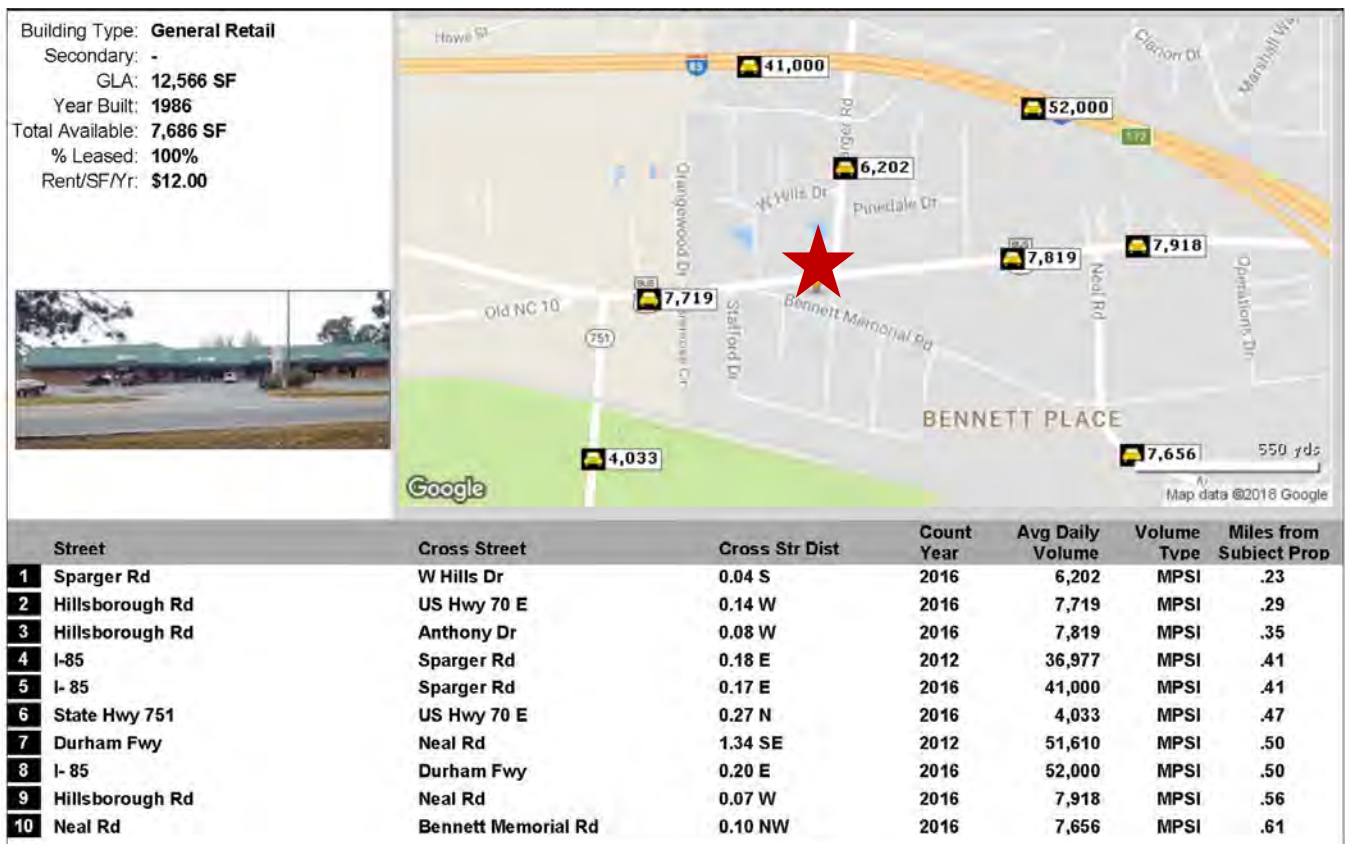 Building Type: General Retail
Secondary: -
GLA: 12,566 SF
Year Built: 1986
Total Available: 7,686 SF
% Leased: 100%
Rent/SF/Yr: $12.00
Howe St
85
41,000
Clarion Dr
52,000
172
6,202
Orangewood Dr
W Hills Dr
Pinedale Dr
7,918
7,819
BUS
7,719
Old NC 10
751
Stafford Dr
Bennett Memorial Rd
Neal Rd
Operations Dr
BENNETT PLACE
4,033
7,656
550 yds
Google
Map data ©2018 Google
Street Cross Street Cross Str Dist Count Year Avg Daily Volume Volume Type Miles from Subject Prop
1 Sparger Rd W Hills Dr 0.04 S 2016 6,202 MPSI .23
2 Hillsborough Rd US Hwy 70 E 0.14 W 2016 7,719 MPSI .29
3 Hillsborough Rd Anthony Dr 0.08 W 2016 7,819 MPSI .35
4 I-85 Sparger Rd 0.18 E 2012 36,977 MPSI .41
5 I- 85 Sparger Rd 0.17 E 2016 41,000 MPSI .41
6 State Hwy 751 US Hwy 70 E 0.27 N 2016 4,033 MPSI .47
7 Durham Fwy Neal Rd 1.34 SE 2012 51,610 MPSI .50
8 I- 85 Durham Fwy 0.20 E 2016 52,000 MPSI .50
9 Hillsborough Rd Neal Rd 0.07 W 2016 7,918 MPSI .56
10 Neal Rd Bennett Memorial Rd 0.10 NW 2016 7,656 MPSI .61